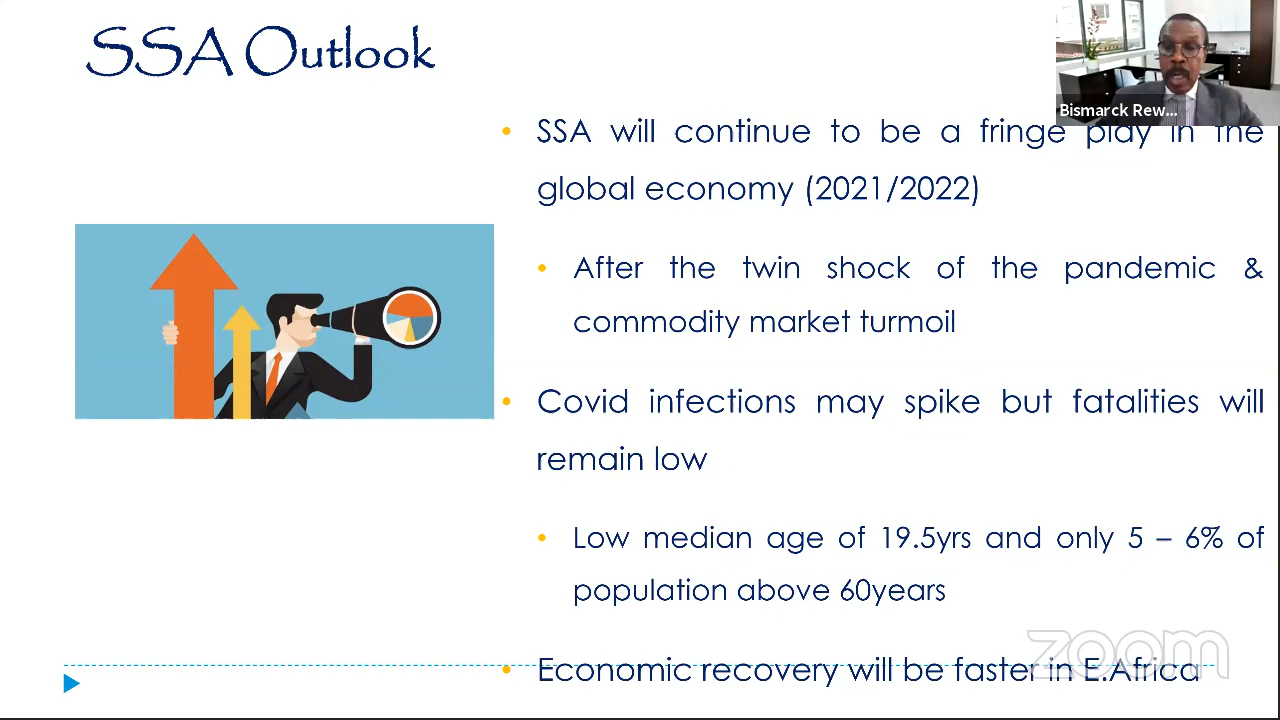 SSA Outlook
Bismarck Rew...
• SSA will continue to be a fringe play in the
global economy (2021/2022)
• After the twin shock of the pandemic &
commodity market turmoil
• Covid infections may spike but fatalities will
remain low
• Low median age of 19.5yrs and only 5 – 6% of
population above 60years
• Economic recovery will be faster in E.Africa
zoom